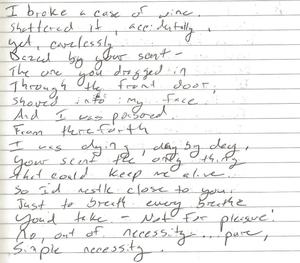 I broke a case of wine.
Shattered it, accidentally,
yet, carelessly.
Dazed by your scent -
The one you dragged in
Through the front door,
Shoved into my face
And I was poisoned.
From thereforth
I was dying, day by day,
Your scent the only thing
That could keep me alive.
So I'd nestle close to you.
Just to breath every breathe
You'd take - Not for pleasure!
No, out of necessity... pure,
Simple necessity.